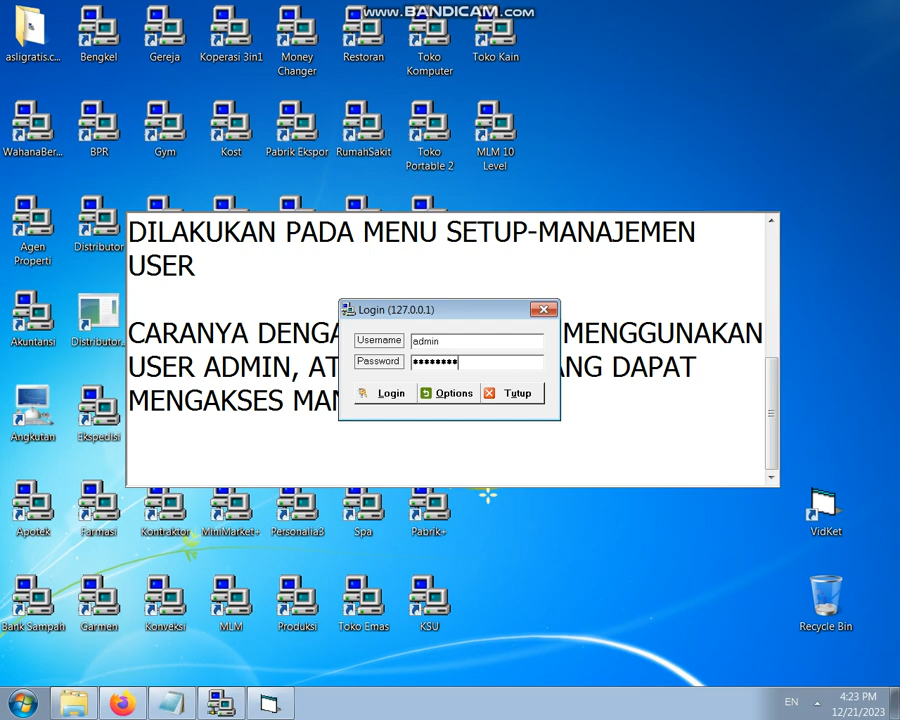 www.BANDICAM.com
asligratis.c...
Bengkel
Gereja
Koperasi 3in1
Money
Changer
Restoran
Toko
Komputer
Toko Kain
WahanaBer...
BPR
Gym
Kost
Pabrik Ekspor
RumahSakit
Toko
Portable 2
MLM 10
Level
Agen
Properti
Distributor
DILAKUKAN PADA MENU SETUP-MANAJEMEN
USER
CARANYA DENGA
MENGGUNAKAN
USER ADMIN, AT
ANG DAPAT
MENGAKSES MAN
Login (127.0.0.1)
Username
admin
Password
********
Login
Options
Tutup
Akuntansi
Distributor...
Angkutan
Ekspedisi
Apotek
Farmasi
Kontraktor
MiniMarket+
Personalia3
Spa
Pabrik+
VidKet
Bank Sampah
Garmen
Konveksi
MLM
Produksi
Toko Emas
KSU
Recycle Bin
EN
4:23 PM
12/21/2023